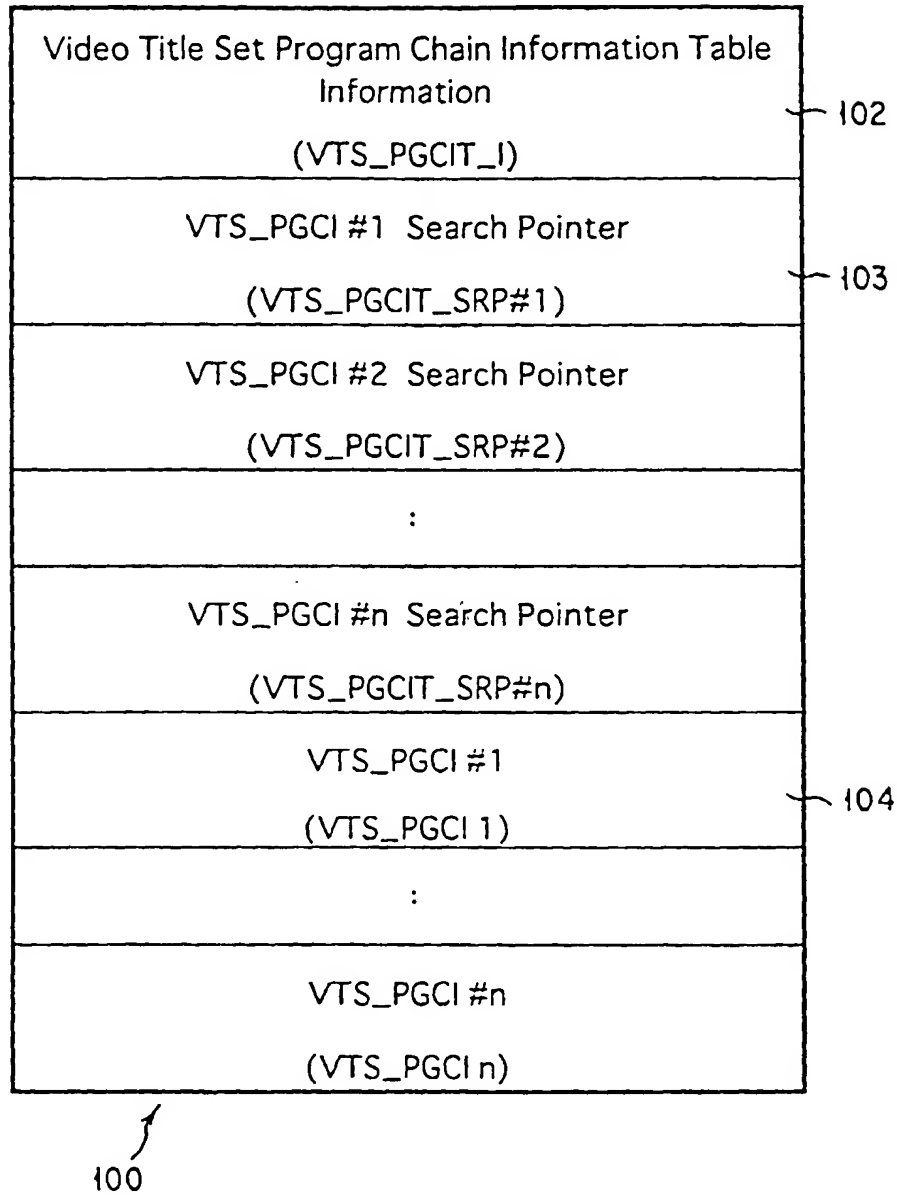 Video Title Set Program Chain Information Table
Information
(VTS_PGCIT_I)
102
VTS_PGCI #1 Search Pointer
(VTS_PGCIT_SRP#1)
103
VTS_PGCI #2 Search Pointer
(VTS_PGCIT_SRP#2)
:
VTS_PGCI #n Search Pointer
(VTS_PGCIT_SRP#n)
VTS_PGCI #1
(VTS_PGCI 1)
104
:
VTS_PGCI #n
(VTS_PGCI n)
100